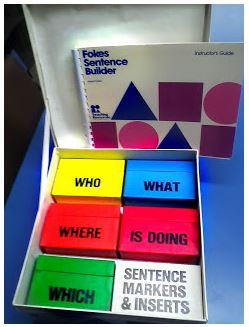 Fokes
Sentence
Builder
Instructor's Guide
WHO
WHAT
WHERE
IS DOING
WHICH
SENTENCE
MARKERS
& INSERTS